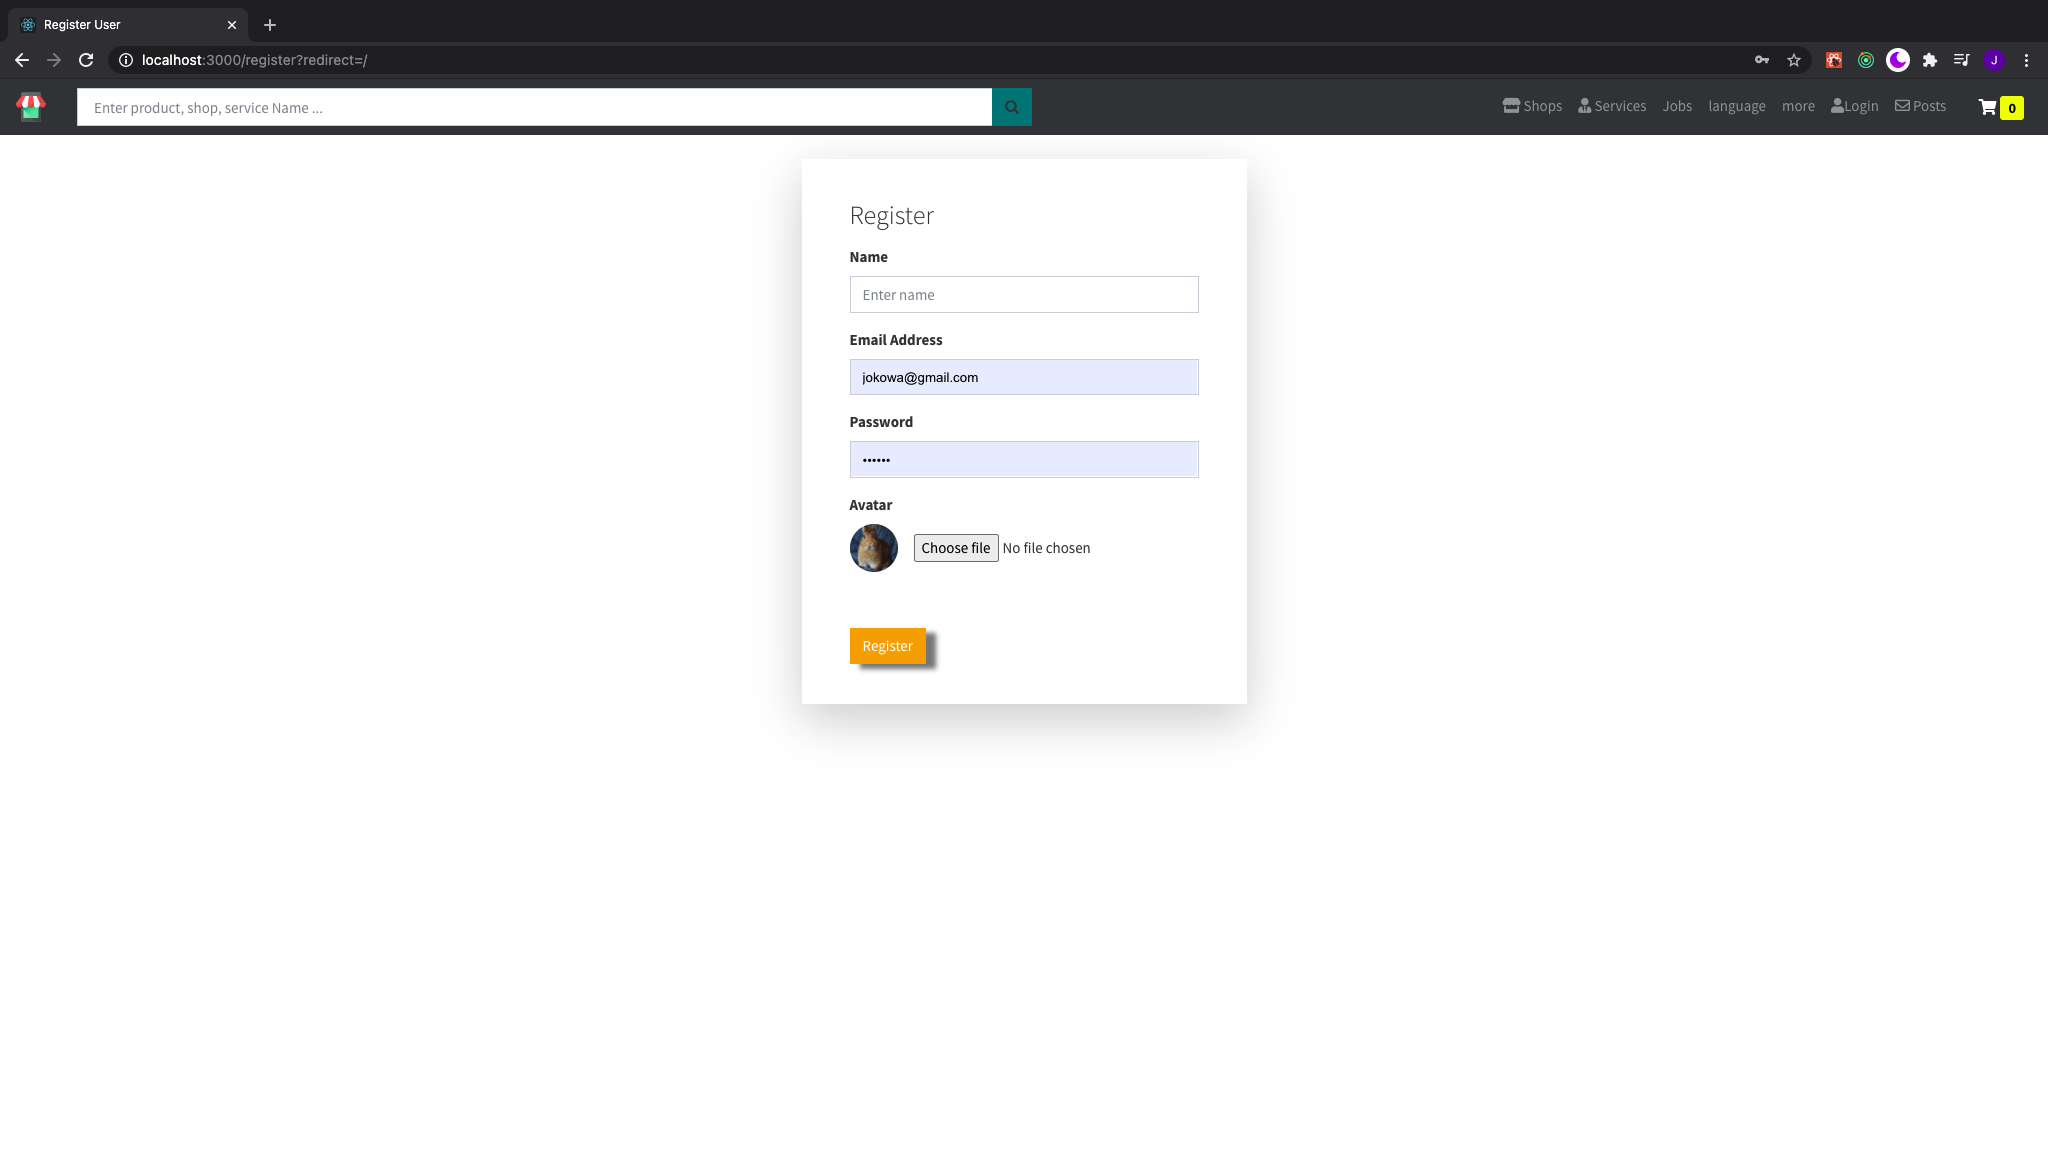 Register User
localhost:3000/register?redirect=/
J
Enter product, shop, service Name ...
Shops Services Jobs language more Login Posts 0
Register
Name
Enter name
Email Address
jokowa@gmail.com
Password
••••••
Avatar
Choose file No file chosen
Register